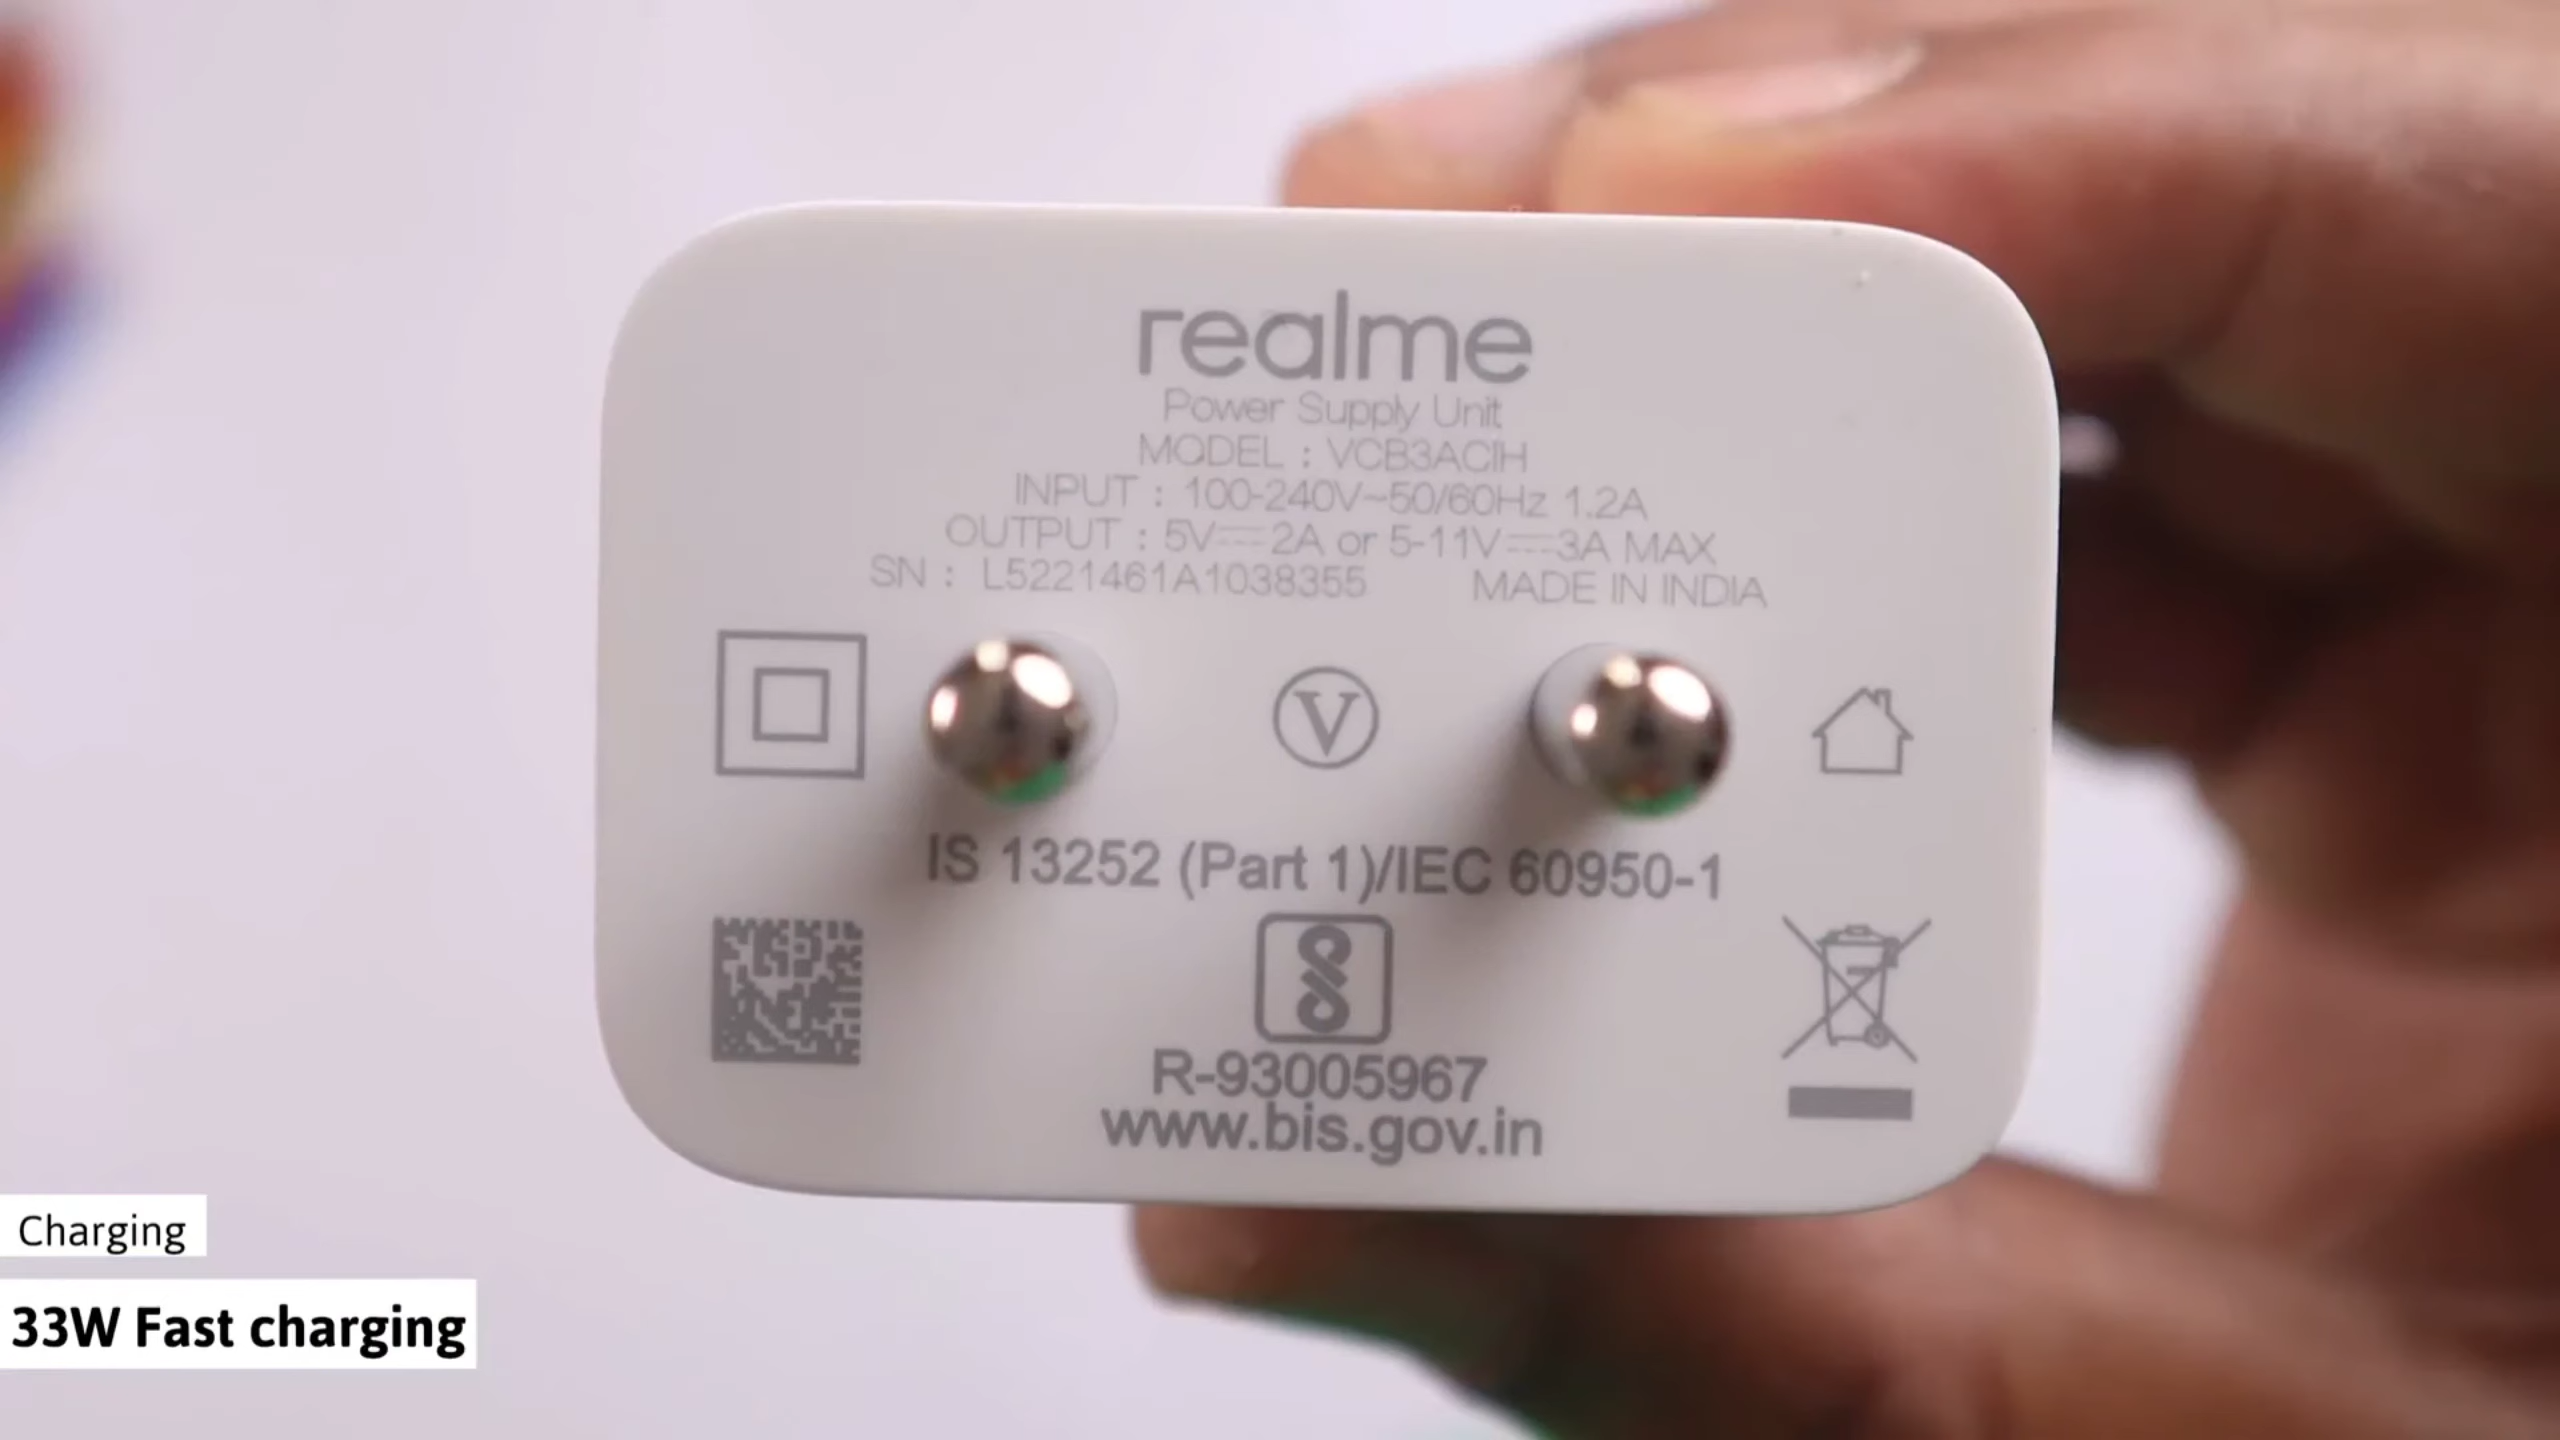 realme
Power Supply Unit
MODEL : VCB3ACIH
INPUT : 100-240V~50/60Hz 1.2A
OUTPUT : 5V⎓2A or 5-11V⎓3A MAX
SN : L5221461A1038355 MADE IN INDIA
V
IS 13252 (Part 1)/IEC 60950-1
R-93005967
www.bis.gov.in
Charging
33W Fast charging